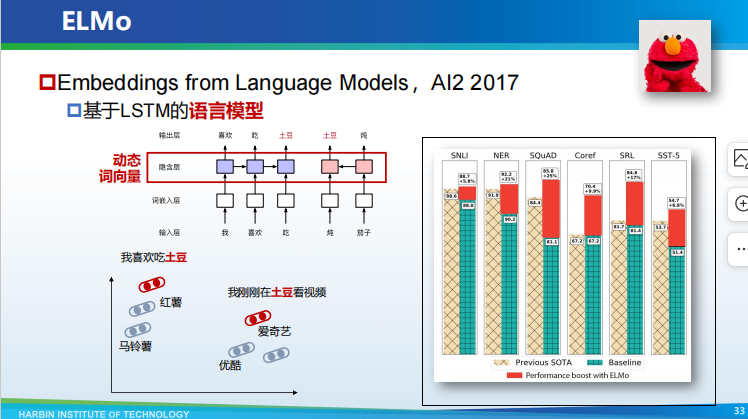 ELMo
Embeddings from Language Models，AI2 2017
基于LSTM的语言模型
输出层 喜欢 吃 土豆 土豆 炖
动态
词向量
隐含层
词嵌入层
输入层 我 喜欢 吃 炖 茄子
我喜欢吃土豆
红薯
马铃薯
我刚刚在土豆看视频
爱奇艺
优酷
SNLI NER SQuAD Coref SRL SST-5
88.7
+5.8%
88.6
88.0
92.2
+21%
91.9
90.2
85.8
+25%
84.4
81.1
70.4
+9.9%
67.2
67.2
84.6
+17%
81.7
81.4
54.7
+6.8%
53.7
51.4
Previous SOTA Baseline
Performance boost with ELMo
HARBIN INSTITUTE OF TECHNOLOGY
33